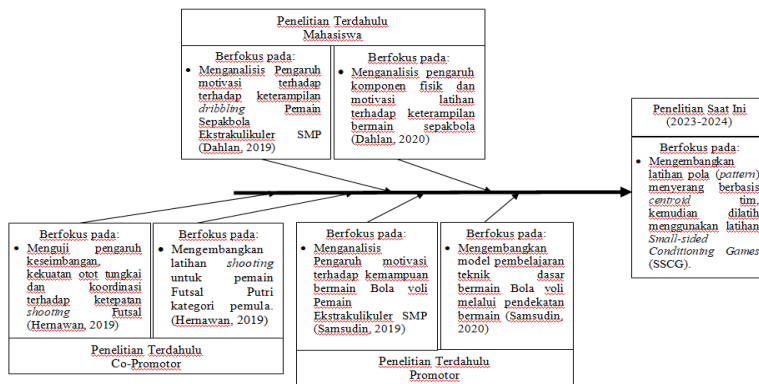 Penelitian Terdahulu
Mahasiswa
Berfokus pada:
• Menganalisis Pengaruh
motivasi terhadap
terhadap keterampilan
dribbling Pemain
Sepakbola
Ekstrakulikuler SMP
(Dahlan, 2019)
Berfokus pada:
• Menganalisis pengaruh
komponen fisik dan
motivasi latihan
terhadap keterampilan
bermain sepakbola
(Dahlan, 2020)
Penelitian Saat Ini
(2023-2024)
Berfokus pada:
• Mengembangkan
latihan pola (pattern)
menyerang berbasis
centroid tim,
kemudian dilatih
menggunakan latihan
Small-sided
Conditioning Games
(SSCG).
Berfokus pada:
• Menguji pengaruh
keseimbangan,
kekuatan otot tungkai
dan koordinasi
terhadap ketepatan
shooting Futsal
(Hernawan, 2019)
Berfokus pada:
• Mengembangkan
latihan shooting
untuk pemain
Futsal Putri
kategori pemula.
(Hernawan, 2019)
Penelitian Terdahulu
Co-Promotor
Berfokus pada:
• Menganalisis
Pengaruh motivasi
terhadap kemampuan
bermain Bola voli
Pemain
Ekstrakulikuler SMP
(Samsudin, 2019)
Berfokus pada:
• Mengembangkan
model pembelajaran
teknik dasar
bermain Bola voli
melalui pendekatan
bermain (Samsudin,
2020)
Penelitian Terdahulu
Promotor